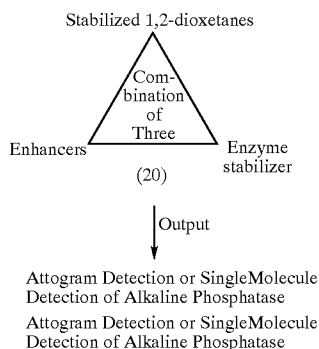 Stabilized 1,2-dioxetanes
Com-
bination
of
Three
Enhancers
Enzyme
stabilizer
(20)
Output
Attogram Detection or SingleMolecule
Detection of Alkaline Phosphatase
Attogram Detection or SingleMolecule
Detection of Alkaline Phosphatase